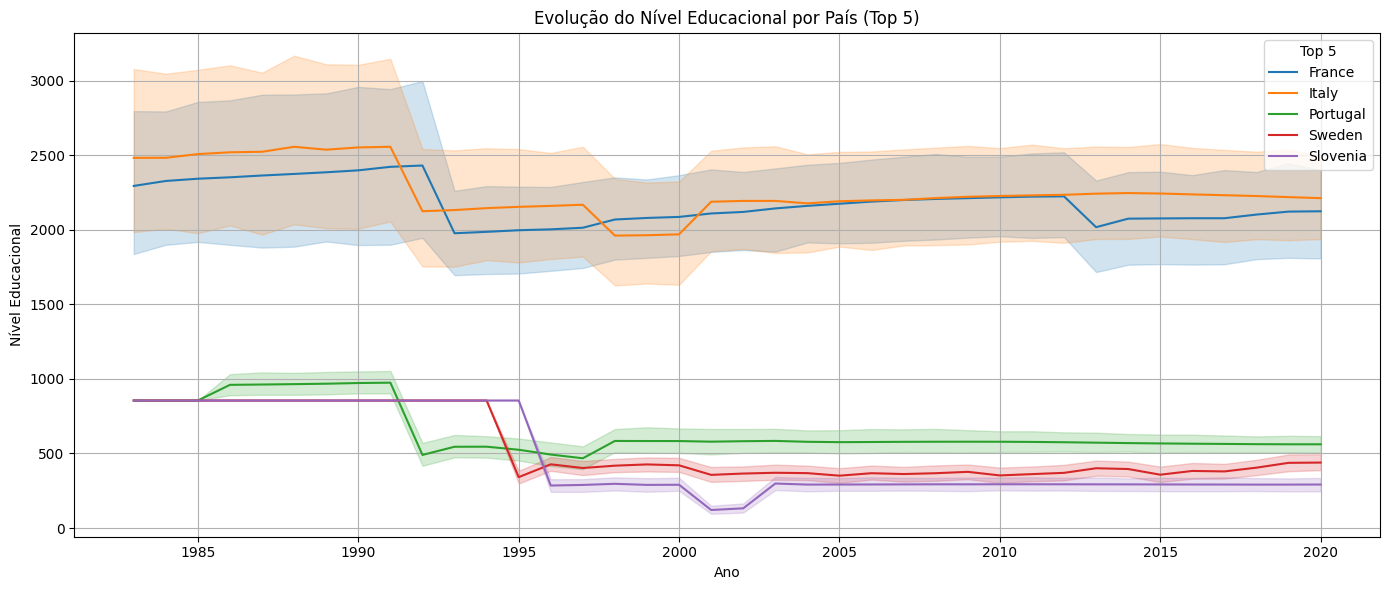 Evolução do Nível Educacional por País (Top 5)
Top 5
France
Italy
Portugal
Sweden
Slovenia
Nível Educacional
3000
2500
2000
1500
1000
500
0
1985 1990 1995 2000 2005 2010 2015 2020
Ano